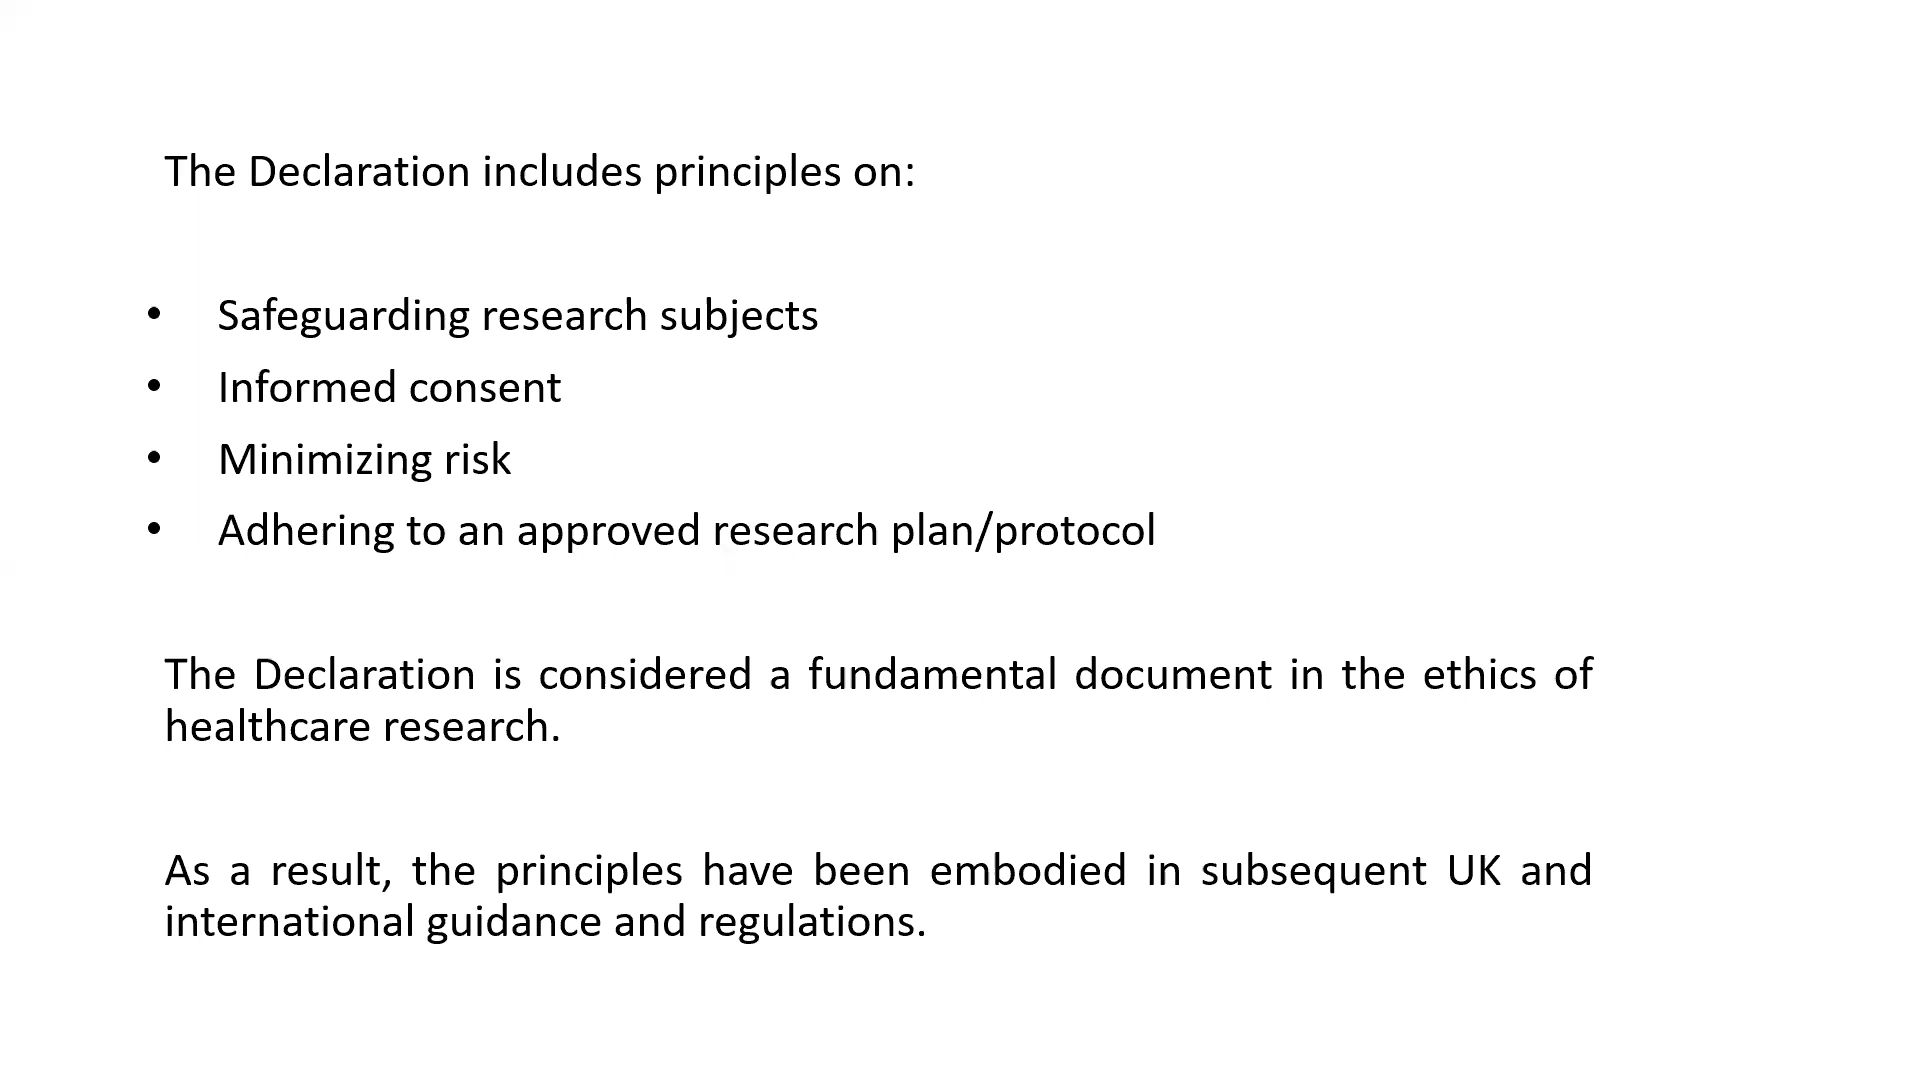 The Declaration includes principles on:
• Safeguarding research subjects
• Informed consent
• Minimizing risk
• Adhering to an approved research plan/protocol
The Declaration is considered a fundamental document in the ethics of
healthcare research.
As a result, the principles have been embodied in subsequent UK and
international guidance and regulations.